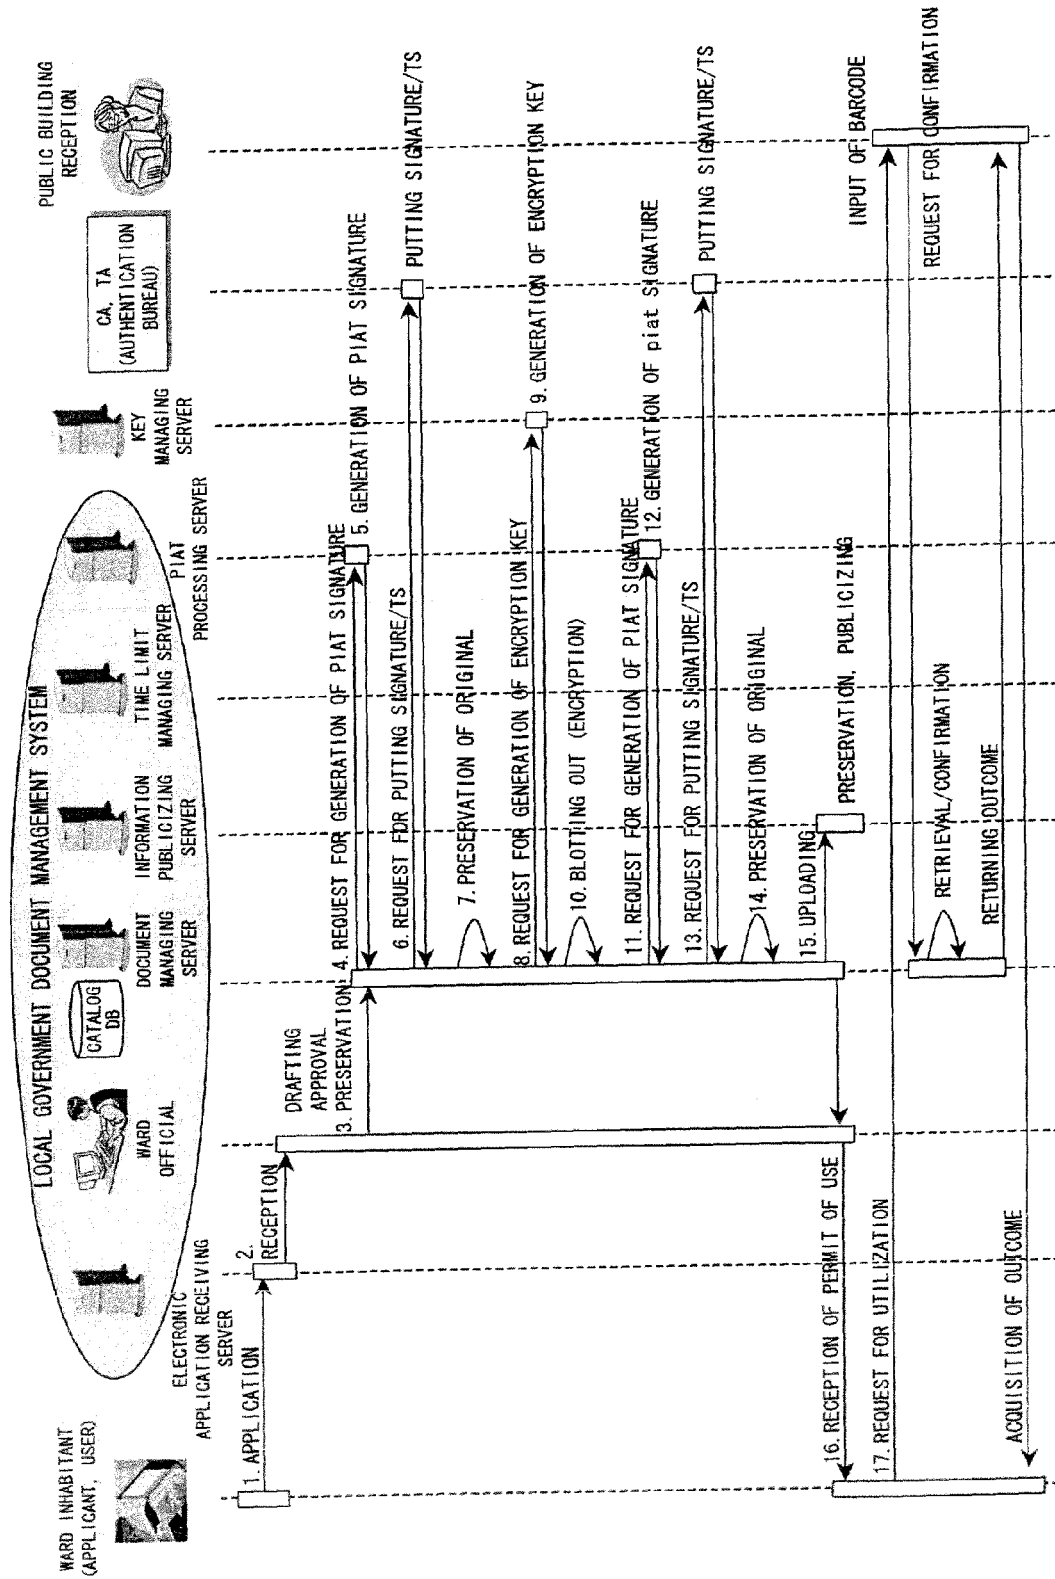 LOCAL GOVERNMENT DOCUMENT MANAGEMENT SYSTEM
WARD INHABITANT
(APPLICANT, USER)
ELECTRONIC
APPLICATION RECEIVING
SERVER
WARD
OFFICIAL
CATALOG
DB
DOCUMENT
MANAGING
SERVER
INFORMATION
PUBLICIZING
SERVER
TIME LIMIT
MANAGING SERVER
PIAT
PROCESSING SERVER
KEY
MANAGING
SERVER
CA, TA
(AUTHENTICATION
BUREAU)
PUBLIC BUILDING
RECEPTION
1. APPLICATION
2.
RECEPTION
DRAFTING
APPROVAL
3. PRESERVATION
4. REQUEST FOR GENERATION OF PIAT SIGNATURE
5. GENERATION OF PIAT SIGNATURE
6. REQUEST FOR PUTTING SIGNATURE/TS
PUTTING SIGNATURE/TS
7. PRESERVATION OF ORIGINAL
8. REQUEST FOR GENERATION OF ENCRYPTION KEY
9. GENERATION OF ENCRYPTION KEY
10. BLOTTING OUT (ENCRYPTION)
11. REQUEST FOR GENERATION OF PIAT SIGNATURE
12. GENERATION OF piat SIGNATURE
13. REQUEST FOR PUTTING SIGNATURE/TS
PUTTING SIGNATURE/TS
14. PRESERVATION OF ORIGINAL
15. UPLOADING
PRESERVATION, PUBLICIZING
16. RECEPTION OF PERMIT OF USE
17. REQUEST FOR UTILIZATION
INPUT OF BARCODE
REQUEST FOR CONFIRMATION
RETRIEVAL/CONFIRMATION
RETURNING OUTCOME
ACQUISITION OF OUTCOME